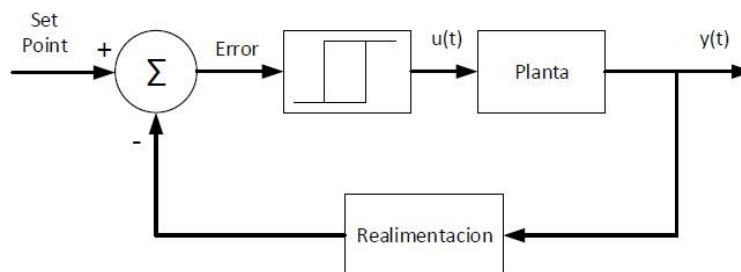 Set
Point
+
Σ
-
Error
u(t)
Planta
y(t)
Realimentacion